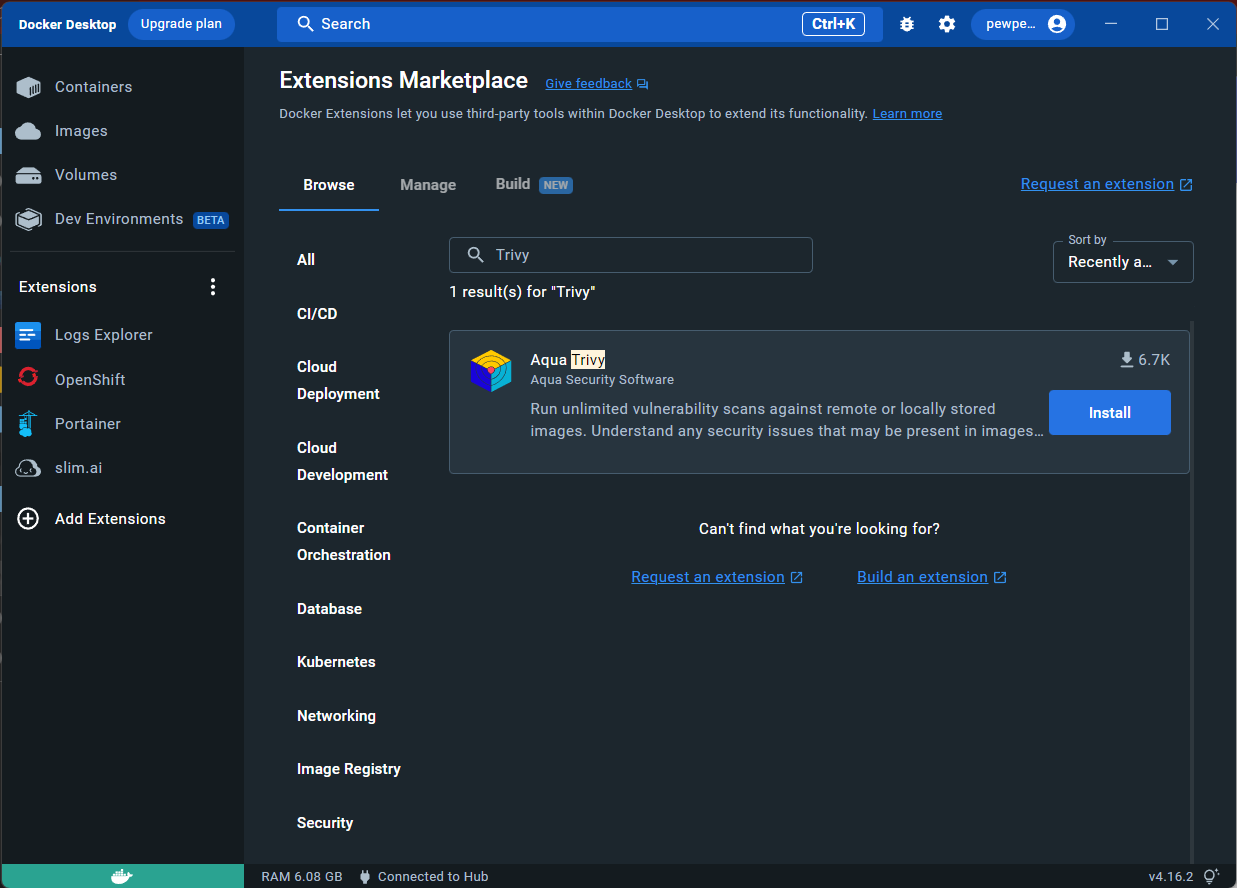 Docker Desktop
Upgrade plan
Search
Ctrl+K
pewpe...
Containers
Images
Volumes
Dev Environments BETA
Extensions
Logs Explorer
OpenShift
Portainer
slim.ai
Add Extensions
Extensions Marketplace
Give feedback
Docker Extensions let you use third-party tools within Docker Desktop to extend its functionality. Learn more
Browse
Manage
Build NEW
Request an extension
All
CI/CD
Cloud
Deployment
Cloud
Development
Container
Orchestration
Database
Kubernetes
Networking
Image Registry
Security
Trivy
Sort by
Recently a...
1 result(s) for "Trivy"
Aqua Trivy
6.7K
Aqua Security Software
Run unlimited vulnerability scans against remote or locally stored
images. Understand any security issues that may be present in images...
Install
Can't find what you're looking for?
Request an extension
Build an extension
RAM 6.08 GB
Connected to Hub
v4.16.2